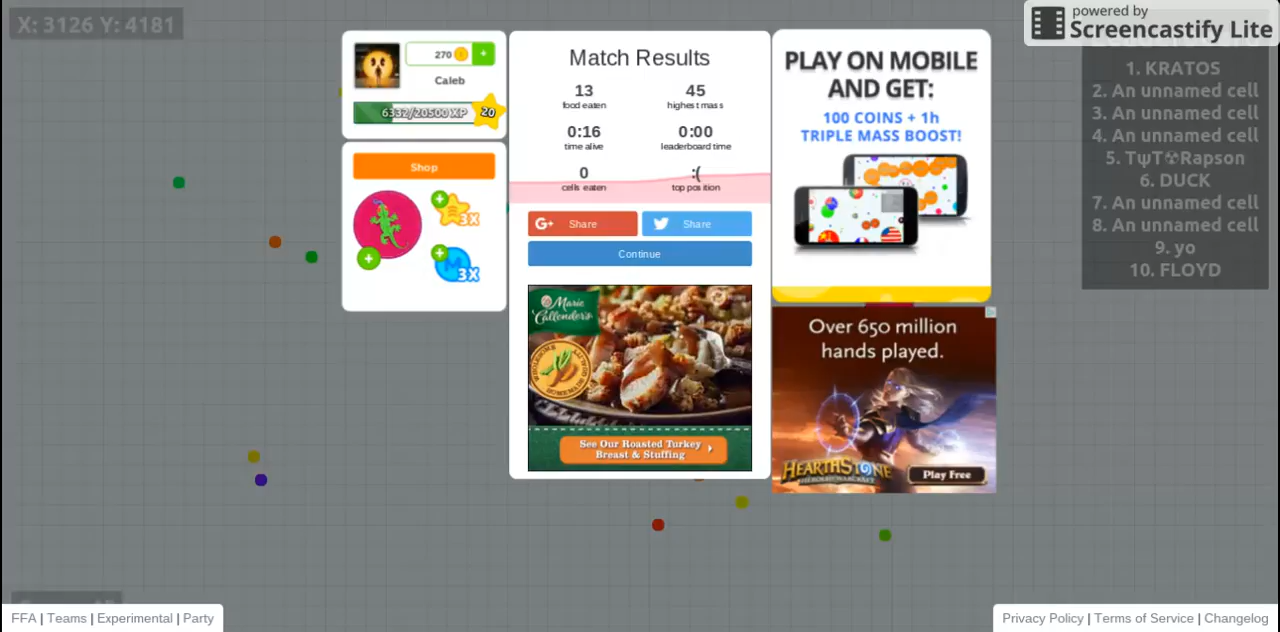 X: 3126 Y: 4181
powered by
Screencastify Lite
270
+
Caleb
6332/20500 XP
20
Shop
3X
M
3X
Match Results
13
food eaten
45
highest mass
0:16
time alive
0:00
leaderboard time
0
cells eaten
:(
top position
G+ Share
Share
Continue
Marie
Callender's
See Our Roasted Turkey
Breast & Stuffing
PLAY ON MOBILE
AND GET:
100 COINS + 1h
TRIPLE MASS BOOST!
Over 650 million
hands played.
HEARTHSTONE
HEROES OF WARCRAFT
Play Free
1. KRATOS
2. An unnamed cell
3. An unnamed cell
4. An unnamed cell
5. TψT☢Rapson
6. DUCK
7. An unnamed cell
8. An unnamed cell
9. yo
10. FLOYD
FFA | Teams | Experimental | Party
Privacy Policy | Terms of Service | Changelog